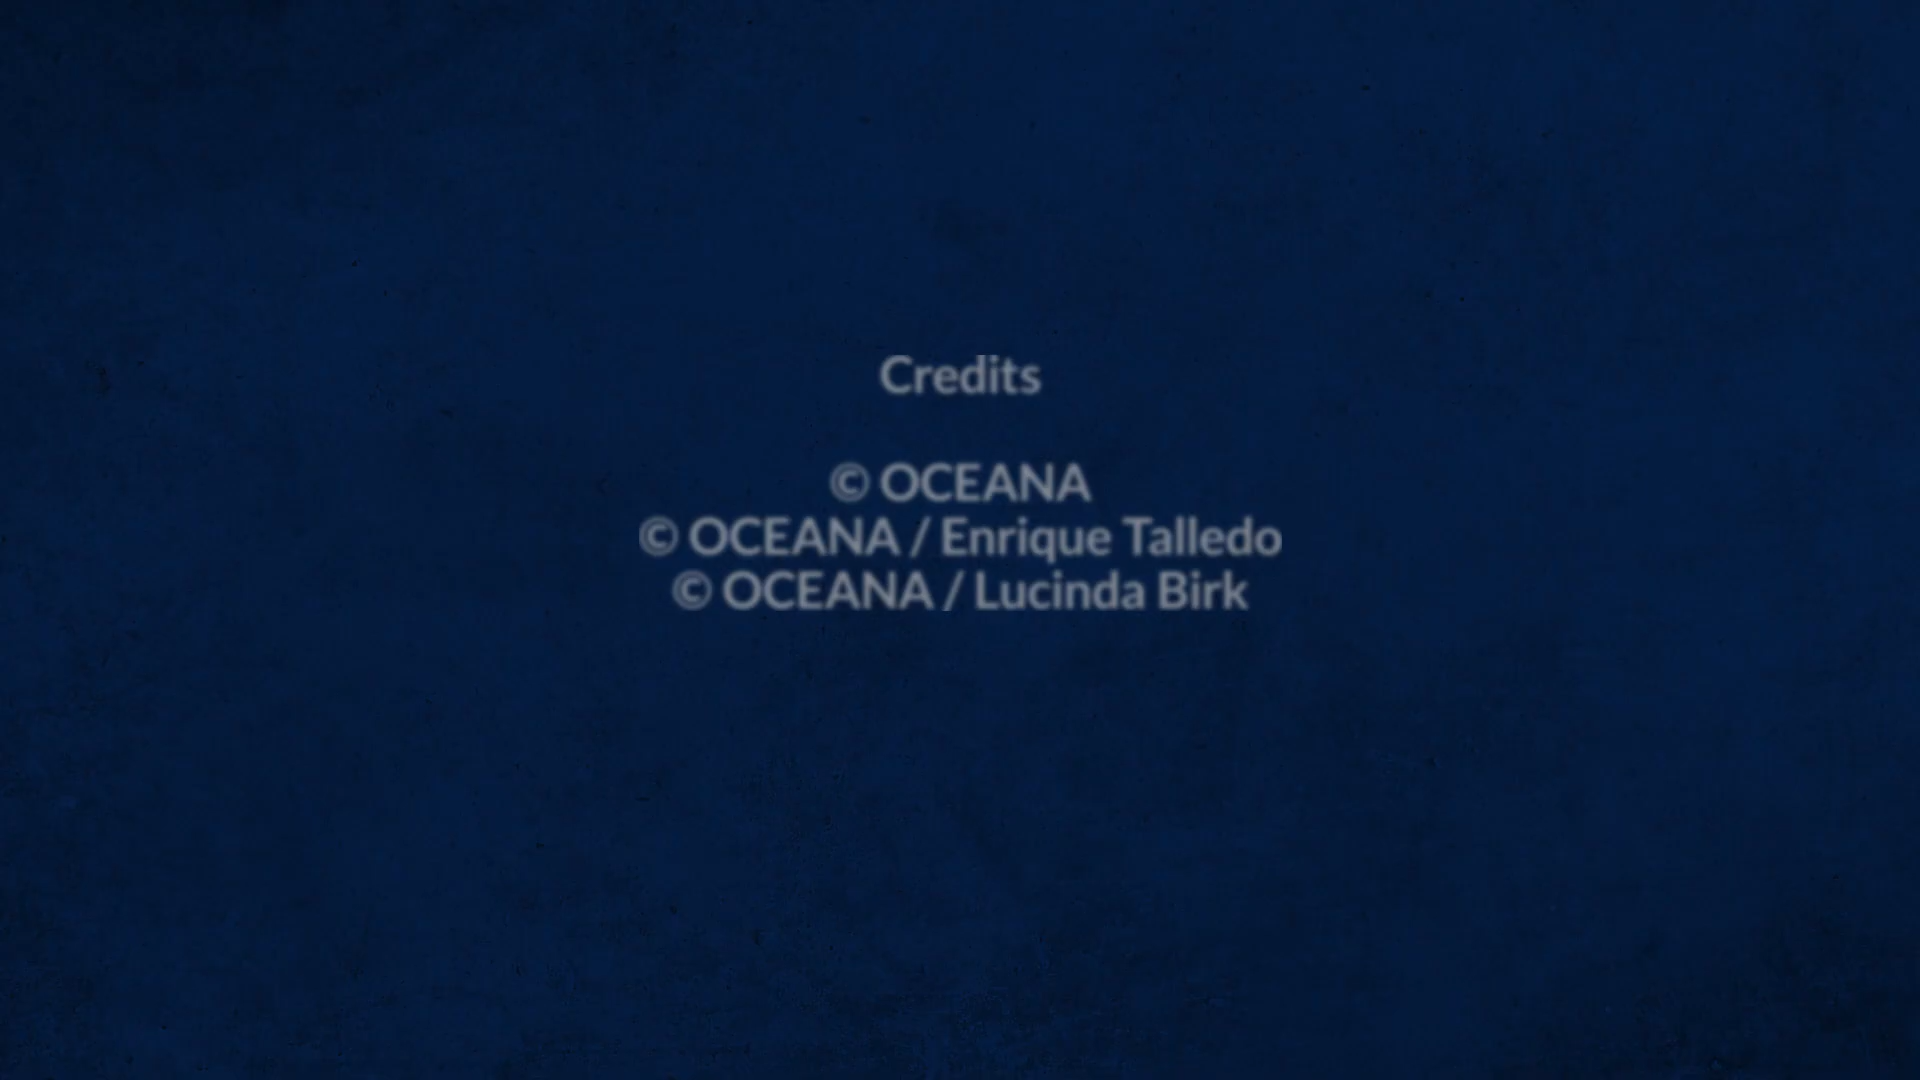 Credits
© OCEANA
© OCEANA / Enrique Talledo
© OCEANA / Lucinda Birk